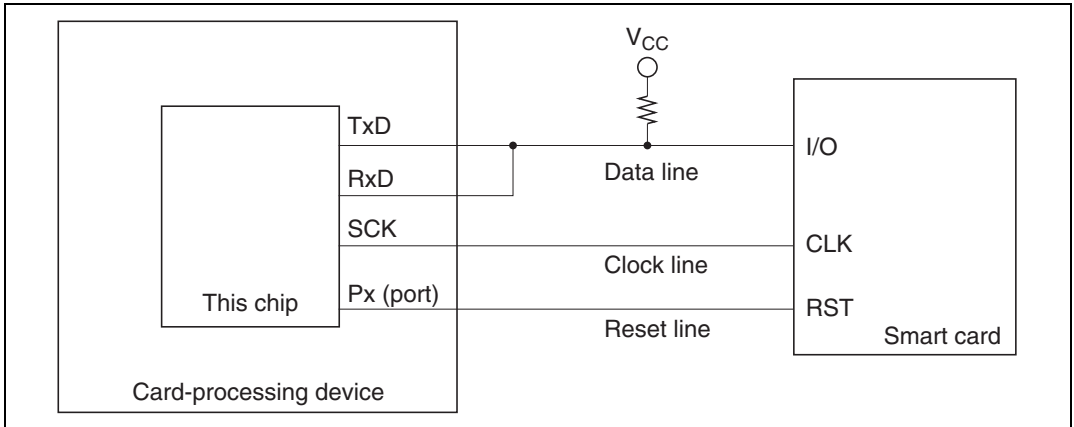 VCC
TxD
I/O
RxD
Data line
SCK
CLK
Clock line
Px (port)
RST
This chip
Reset line
Smart card
Card-processing device